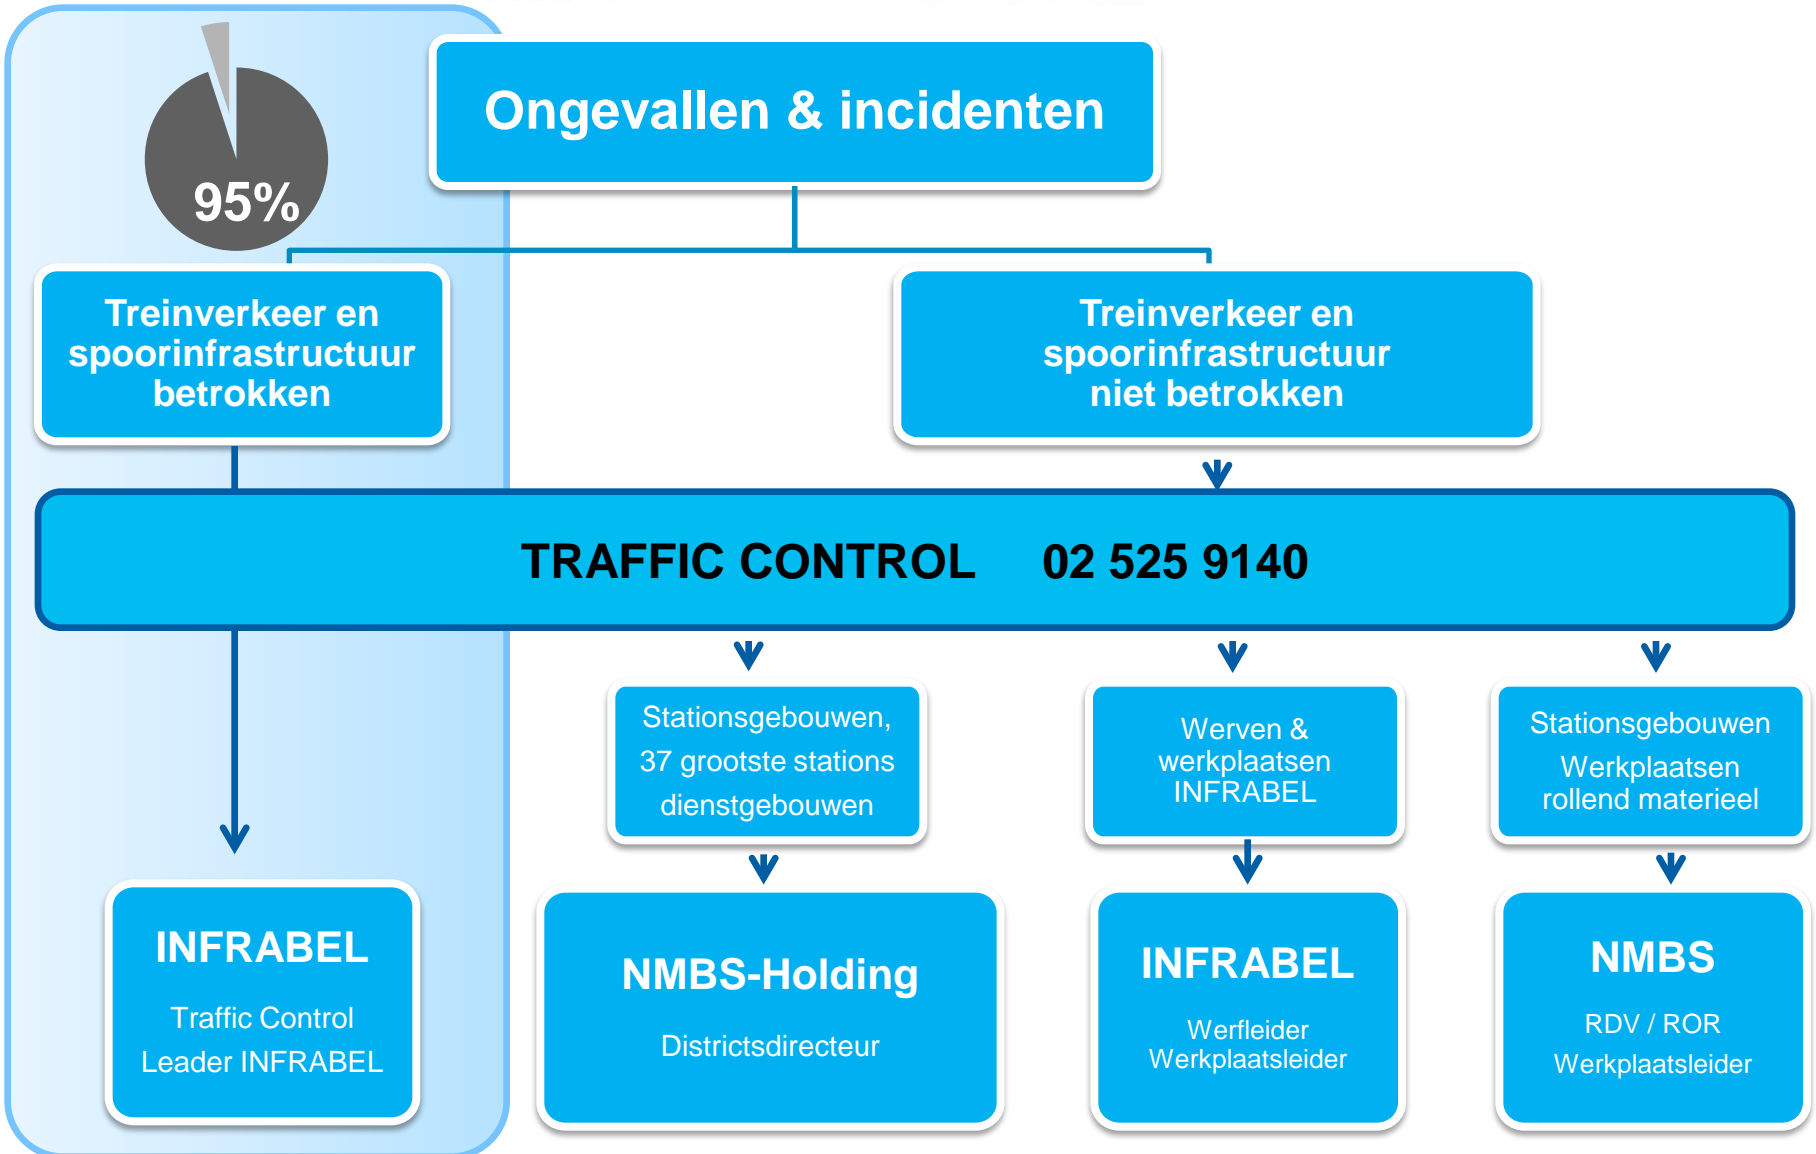 95%
Ongevallen & incidenten
Treinverkeer en
spoorinfrastructuur
betrokken
Treinverkeer en
spoorinfrastructuur
niet betrokken
TRAFFIC CONTROL 02 525 9140
Stationsgebouwen,
37 grootste stations
dienstgebouwen
Werven &
werkplaatsen
INFRABEL
Stationsgebouwen
Werkplaatsen
rollend materieel
INFRABEL
Traffic Control
Leader INFRABEL
NMBS-Holding
Districtsdirecteur
INFRABEL
Werfleider
Werkplaatsleider
NMBS
RDV / ROR
Werkplaatsleider